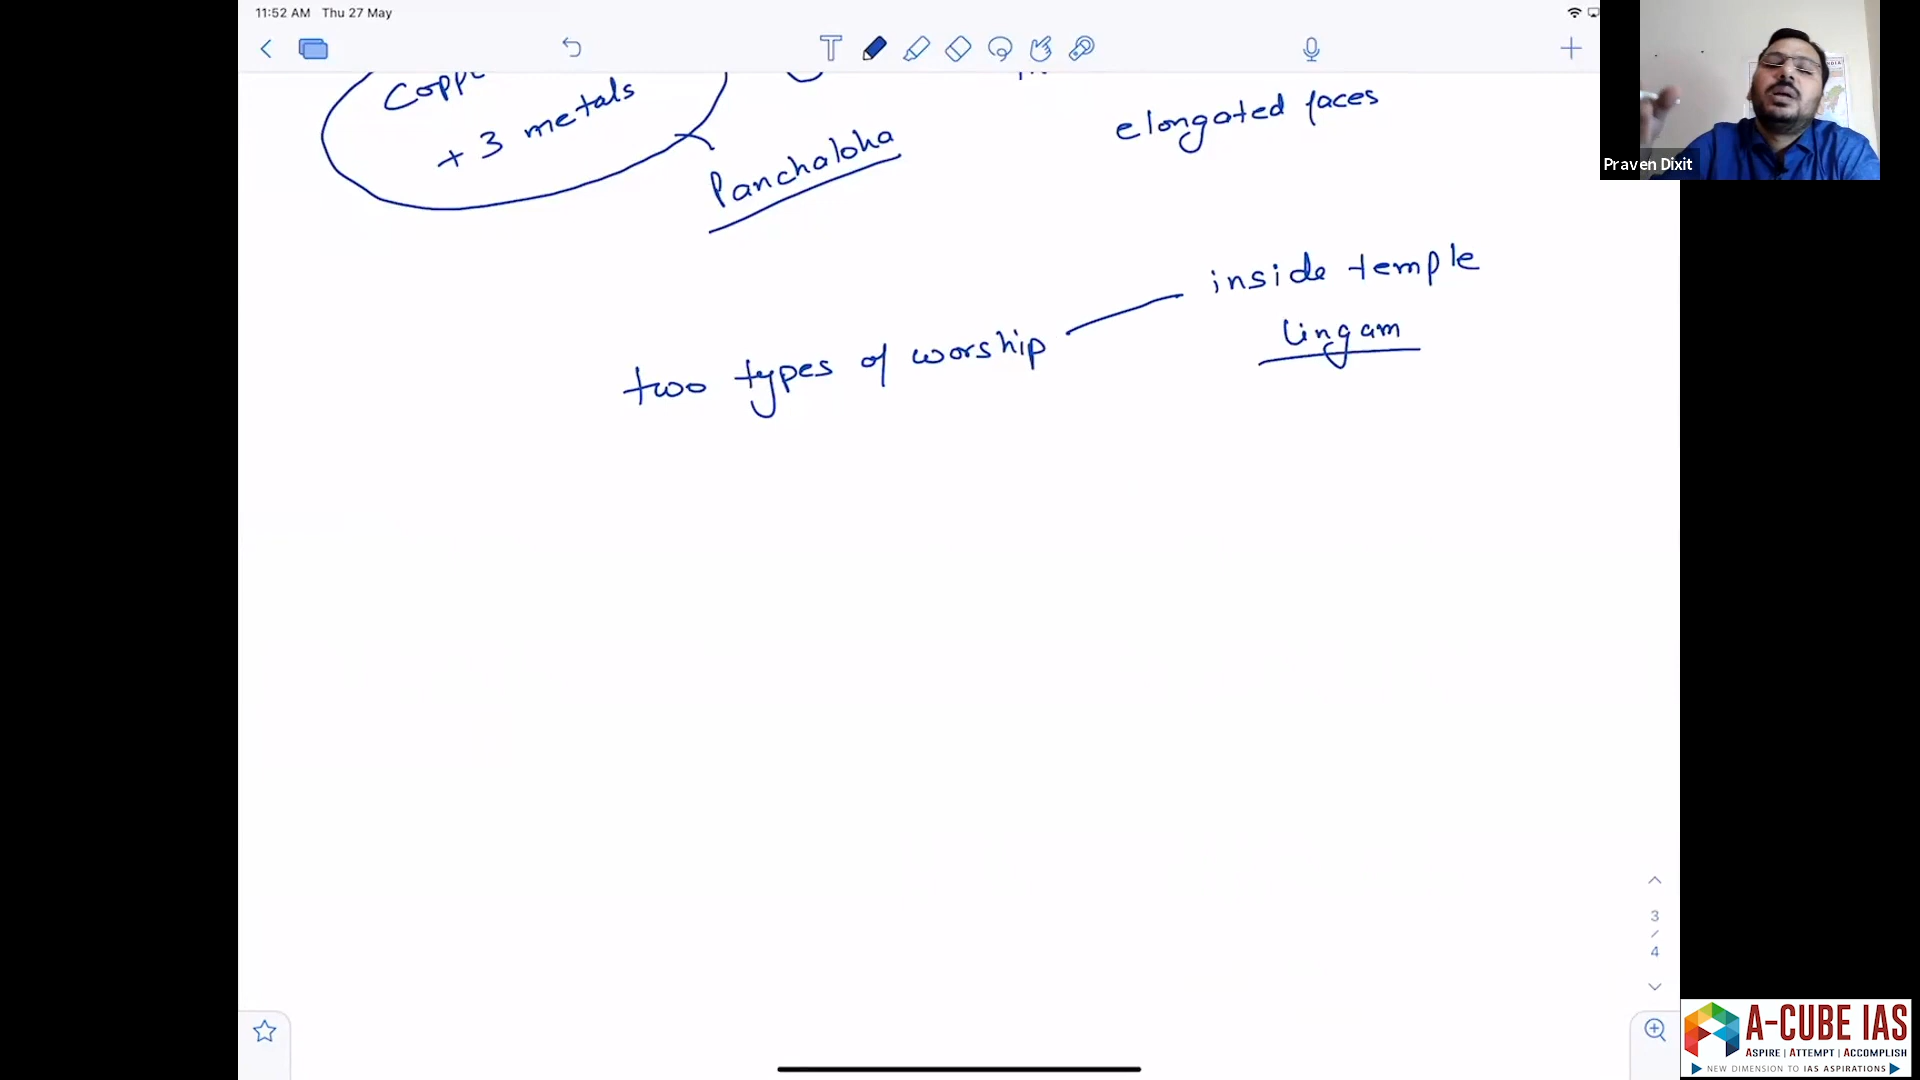 11:52 AM Thu 27 May
+ 3 metals
Panchaloha
elongated faces
Praven Dixit
inside temple
lingam
two types of worship
3
/
4
A-CUBE IAS
ASPIRE | ATTEMPT | ACCOMPLISH
NEW DIMENSION TO IAS ASPIRATIONS